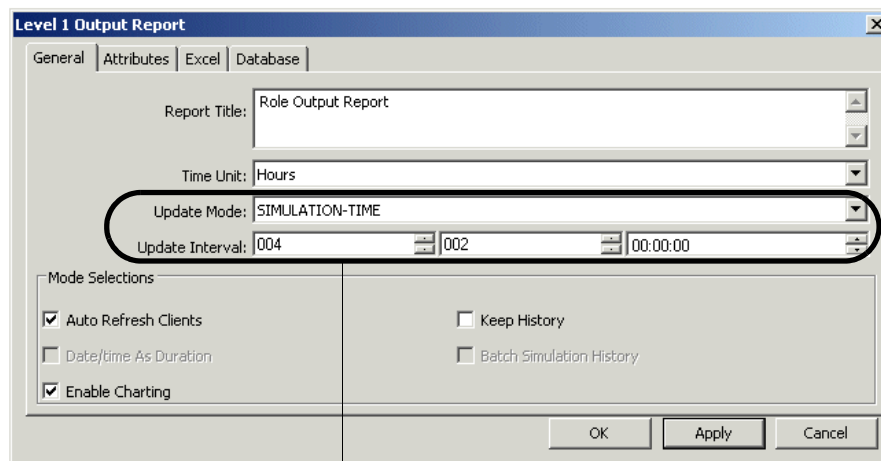 Level 1 Output Report
General Attributes Excel Database
Report Title: Role Output Report
Time Unit: Hours
Update Mode: SIMULATION-TIME
Update Interval: 004 002 00:00:00
Mode Selections
Auto Refresh Clients Keep History
Date/time As Duration Batch Simulation History
Enable Charting
OK Apply Cancel